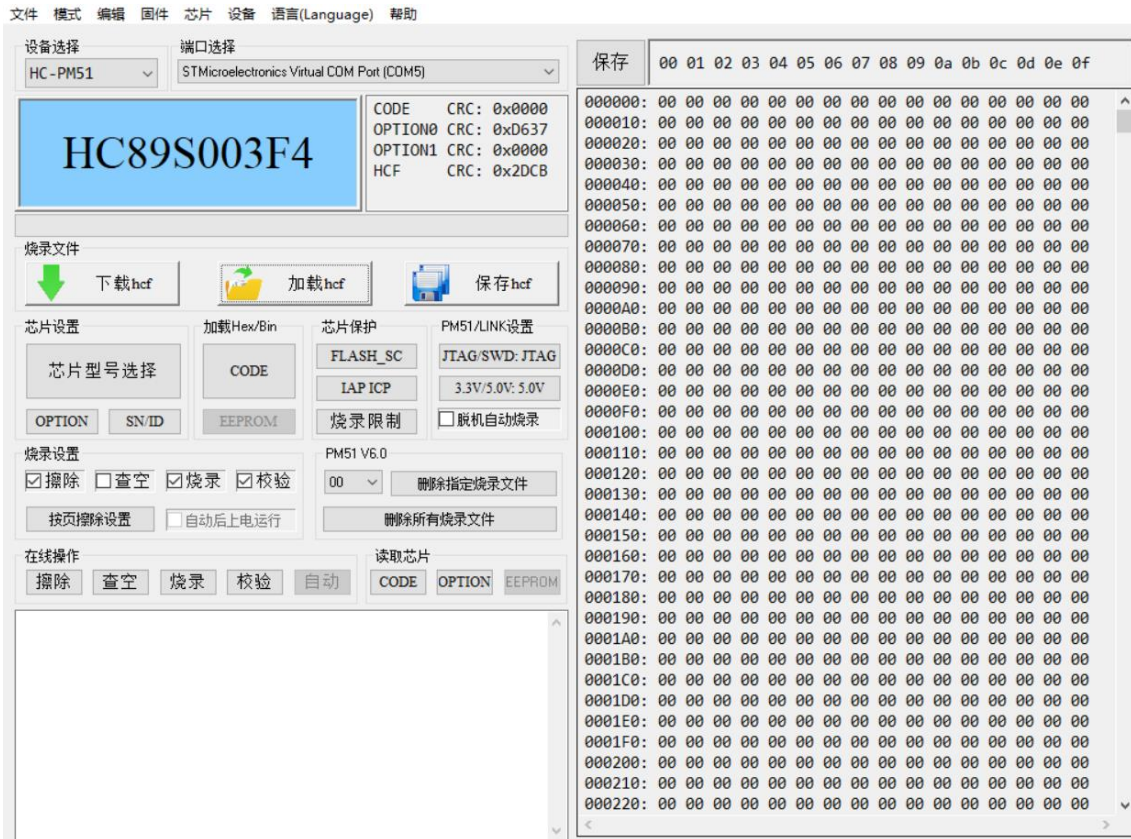 文件 模式 编辑 固件 芯片 设备 语言(Language) 帮助
设备选择
端口选择
HC-PM51
STMicroelectronics Virtual COM Port (COM5)
HC89S003F4
CODE CRC: 0x0000
OPTION0 CRC: 0xD637
OPTION1 CRC: 0x0000
HCF CRC: 0x2DCB
烧录文件
下载hcf
加载hcf
保存hcf
芯片设置
加载Hex/Bin
芯片保护
PM51/LINK设置
芯片型号选择
CODE
FLASH_SC
JTAG/SWD: JTAG
IAP ICP
3.3V/5.0V: 5.0V
OPTION
SN/ID
EEPROM
烧录限制
脱机自动烧录
烧录设置
PM51 V6.0
擦除 查空 烧录 校验
00
删除指定烧录文件
按页擦除设置
自动后上电运行
删除所有烧录文件
在线操作
读取芯片
擦除 查空 烧录 校验 自动
CODE OPTION EEPROM
保存
00 01 02 03 04 05 06 07 08 09 0a 0b 0c 0d 0e 0f
000000: 00 00 00 00 00 00 00 00 00 00 00 00 00 00 00 00
000010: 00 00 00 00 00 00 00 00 00 00 00 00 00 00 00 00
000020: 00 00 00 00 00 00 00 00 00 00 00 00 00 00 00 00
000030: 00 00 00 00 00 00 00 00 00 00 00 00 00 00 00 00
000040: 00 00 00 00 00 00 00 00 00 00 00 00 00 00 00 00
000050: 00 00 00 00 00 00 00 00 00 00 00 00 00 00 00 00
000060: 00 00 00 00 00 00 00 00 00 00 00 00 00 00 00 00
000070: 00 00 00 00 00 00 00 00 00 00 00 00 00 00 00 00
000080: 00 00 00 00 00 00 00 00 00 00 00 00 00 00 00 00
000090: 00 00 00 00 00 00 00 00 00 00 00 00 00 00 00 00
0000A0: 00 00 00 00 00 00 00 00 00 00 00 00 00 00 00 00
0000B0: 00 00 00 00 00 00 00 00 00 00 00 00 00 00 00 00
0000C0: 00 00 00 00 00 00 00 00 00 00 00 00 00 00 00 00
0000D0: 00 00 00 00 00 00 00 00 00 00 00 00 00 00 00 00
0000E0: 00 00 00 00 00 00 00 00 00 00 00 00 00 00 00 00
0000F0: 00 00 00 00 00 00 00 00 00 00 00 00 00 00 00 00
000100: 00 00 00 00 00 00 00 00 00 00 00 00 00 00 00 00
000110: 00 00 00 00 00 00 00 00 00 00 00 00 00 00 00 00
000120: 00 00 00 00 00 00 00 00 00 00 00 00 00 00 00 00
000130: 00 00 00 00 00 00 00 00 00 00 00 00 00 00 00 00
000140: 00 00 00 00 00 00 00 00 00 00 00 00 00 00 00 00
000150: 00 00 00 00 00 00 00 00 00 00 00 00 00 00 00 00
000160: 00 00 00 00 00 00 00 00 00 00 00 00 00 00 00 00
000170: 00 00 00 00 00 00 00 00 00 00 00 00 00 00 00 00
000180: 00 00 00 00 00 00 00 00 00 00 00 00 00 00 00 00
000190: 00 00 00 00 00 00 00 00 00 00 00 00 00 00 00 00
0001A0: 00 00 00 00 00 00 00 00 00 00 00 00 00 00 00 00
0001B0: 00 00 00 00 00 00 00 00 00 00 00 00 00 00 00 00
0001C0: 00 00 00 00 00 00 00 00 00 00 00 00 00 00 00 00
0001D0: 00 00 00 00 00 00 00 00 00 00 00 00 00 00 00 00
0001E0: 00 00 00 00 00 00 00 00 00 00 00 00 00 00 00 00
0001F0: 00 00 00 00 00 00 00 00 00 00 00 00 00 00 00 00
000200: 00 00 00 00 00 00 00 00 00 00 00 00 00 00 00 00
000210: 00 00 00 00 00 00 00 00 00 00 00 00 00 00 00 00
000220: 00 00 00 00 00 00 00 00 00 00 00 00 00 00 00 00